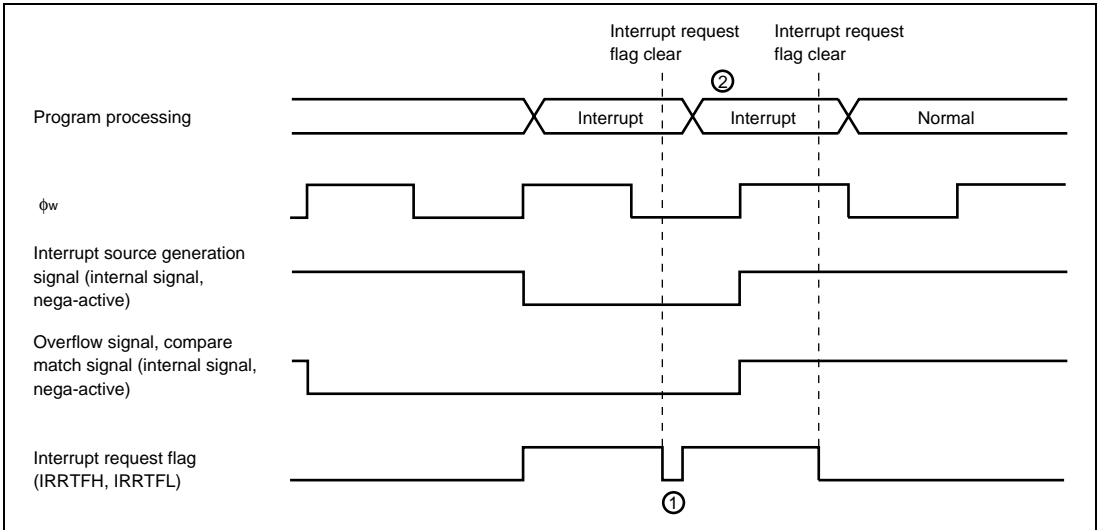 Interrupt request
flag clear
Interrupt request
flag clear
②
Program processing
Interrupt
Interrupt
Normal
φw
Interrupt source generation
signal (internal signal,
nega-active)
Overflow signal, compare
match signal (internal signal,
nega-active)
Interrupt request flag
(IRRTFH, IRRTFL)
①